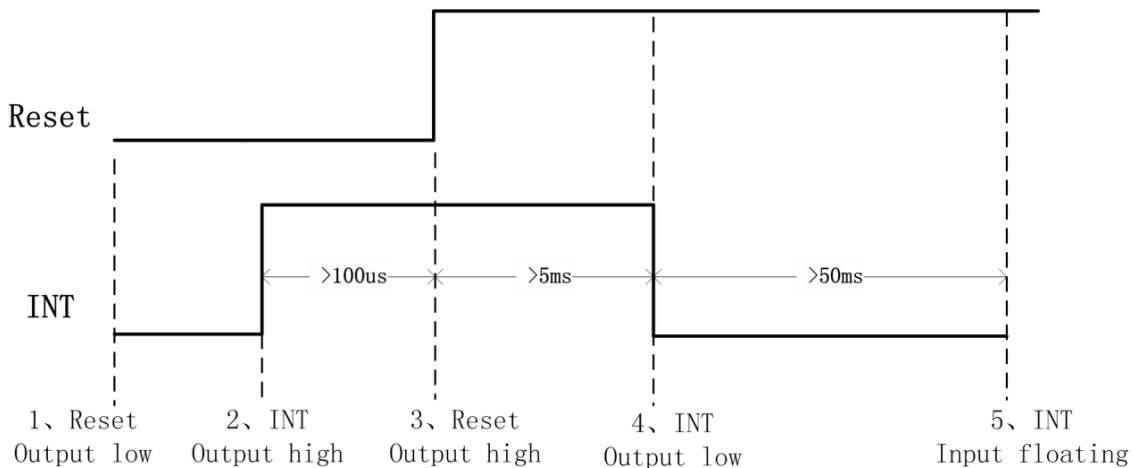 Reset
>100us
>5ms
>50ms
INT
1、Reset
Output low
2、INT
Output high
3、Reset
Output high
4、INT
Output low
5、INT
Input floating